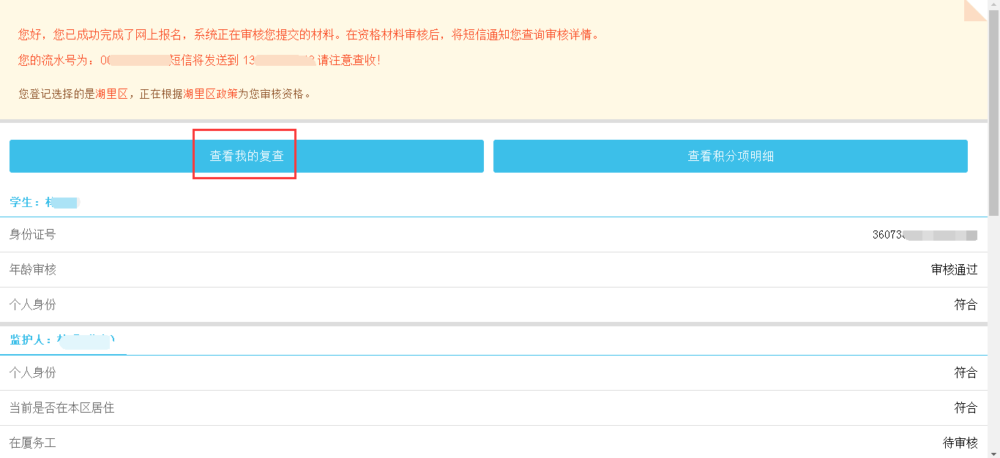 您好，您已成功完成了网上报名，系统正在审核您提交的材料。在资格材料审核后，将短信通知您查询审核详情。
您的流水号为：00 短信将发送到 13 请注意查收！
您登记选择的是湖里区，正在根据湖里区政策为您审核资格。
查看我的复查 查看积分项明细
学生：
身份证号 36073
年龄审核 审核通过
个人身份 符合
监护人：
个人身份 符合
当前是否在本区居住 符合
在厦务工 待审核